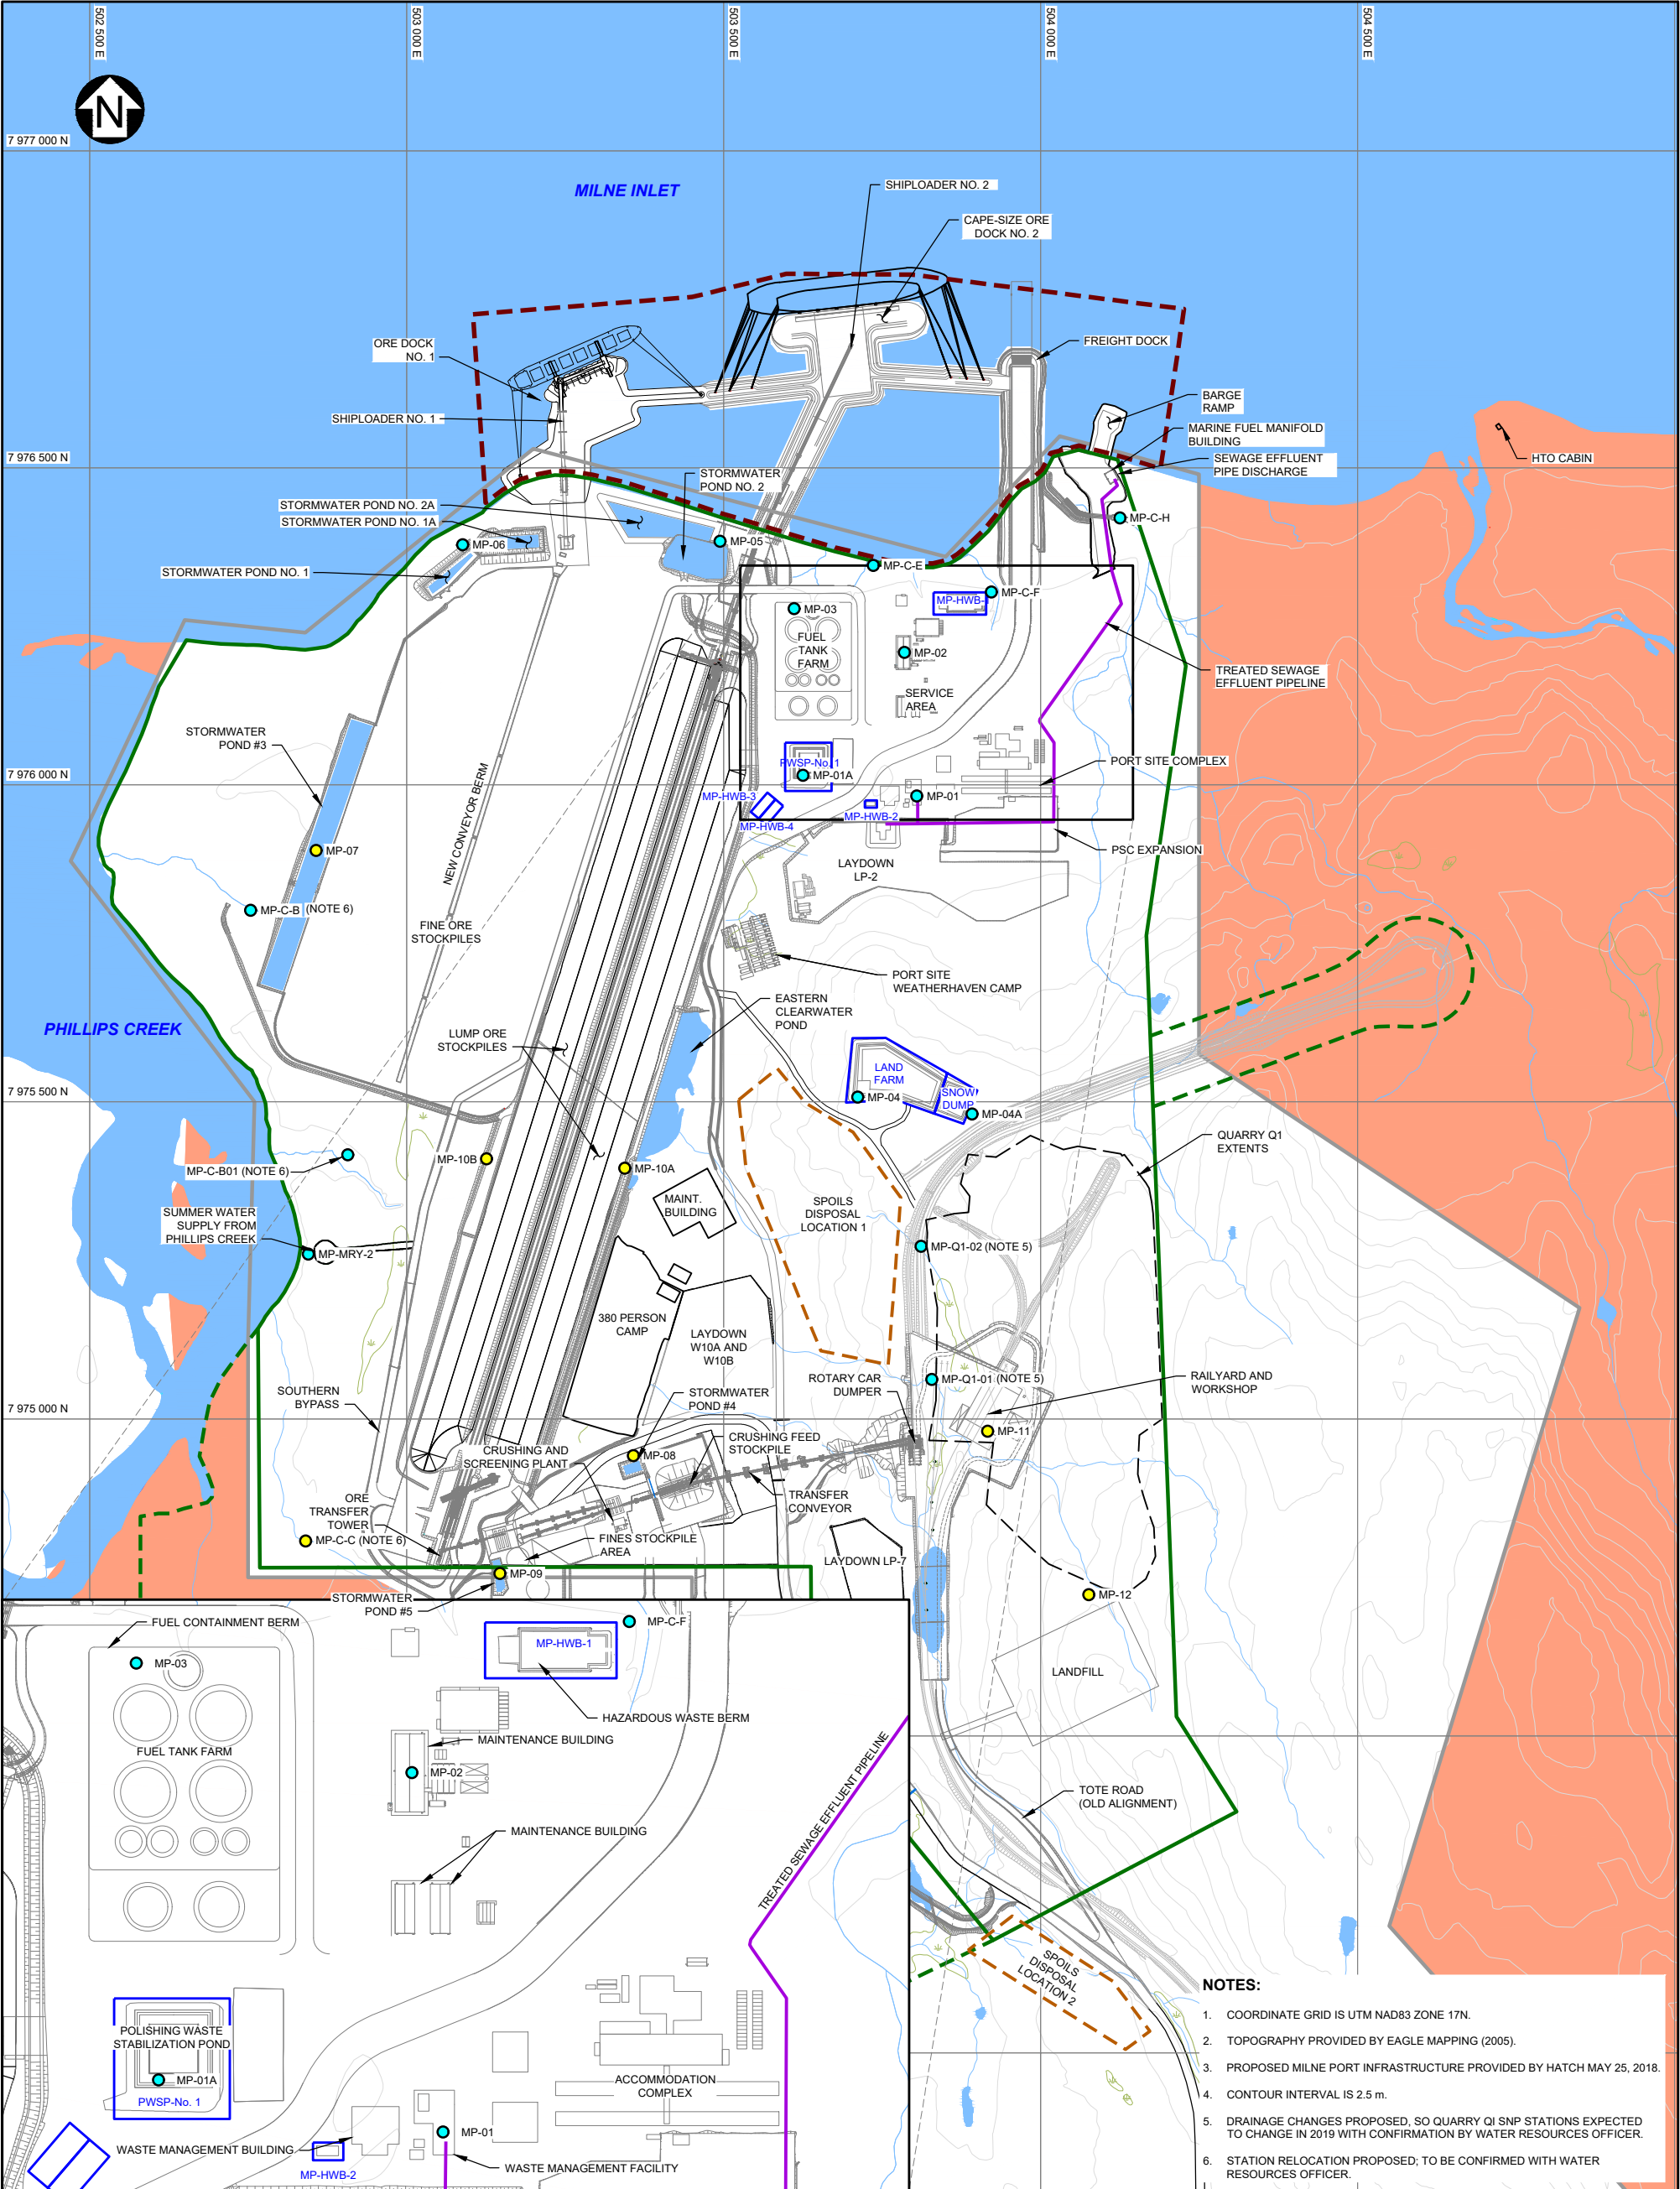 502 500 E
503 000 E
503 500 E
504 000 E
504 500 E
N
7 977 000 N
MILNE INLET
SHIPLOADER NO. 2
CAPE-SIZE ORE
DOCK NO. 2
ORE DOCK
NO. 1
FREIGHT DOCK
SHIPLOADER NO. 1
BARGE
RAMP
MARINE FUEL MANIFOLD
BUILDING
SEWAGE EFFLUENT
PIPE DISCHARGE
HTO CABIN
7 976 500 N
STORMWATER
POND NO. 2
STORMWATER POND NO. 2A
STORMWATER POND NO. 1A
MP-C-H
MP-06
MP-05
STORMWATER POND NO. 1
MP-C-E
MP-C-F
MP-HWB-1
MP-03
FUEL
TANK
FARM
MP-02
SERVICE
AREA
TREATED SEWAGE
EFFLUENT PIPELINE
STORMWATER
POND #3
PWSP-No. 1
MP-01A
PORT SITE COMPLEX
7 976 000 N
MP-HWB-3
MP-01
MP-HWB-2
MP-HWB-4
NEW CONVEYOR BERM
MP-07
PSC EXPANSION
LAYDOWN
LP-2
MP-C-B (NOTE 6)
FINE ORE
STOCKPILES
PORT SITE
WEATHERHAVEN CAMP
EASTERN
CLEARWATER
POND
PHILLIPS CREEK
LUMP ORE
STOCKPILES
LAND
FARM
7 975 500 N
MP-04
SNOW
DUMP
MP-04A
QUARRY Q1
EXTENTS
MP-10B
MP-10A
MP-C-B01 (NOTE 6)
MAINT.
BUILDING
SPOILS
DISPOSAL
LOCATION 1
SUMMER WATER
SUPPLY FROM
PHILLIPS CREEK
MP-MRY-2
MP-Q1-02 (NOTE 5)
380 PERSON
CAMP
LAYDOWN
W10A AND
W10B
ROTARY CAR
DUMPER
MP-Q1-01 (NOTE 5)
RAILYARD AND
WORKSHOP
SOUTHERN
BYPASS
STORMWATER
POND #4
7 975 000 N
MP-11
CRUSHING FEED
STOCKPILE
CRUSHING AND
SCREENING PLANT
MP-08
TRANSFER
CONVEYOR
ORE
TRANSFER
TOWER
MP-C-C (NOTE 6)
FINES STOCKPILE
AREA
LAYDOWN LP-7
MP-09
MP-12
STORMWATER
POND #5
FUEL CONTAINMENT BERM
MP-C-F
MP-HWB-1
MP-03
LANDFILL
HAZARDOUS WASTE BERM
MAINTENANCE BUILDING
FUEL TANK FARM
MP-02
TREATED SEWAGE EFFLUENT PIPELINE
TOTE ROAD
(OLD ALIGNMENT)
MAINTENANCE BUILDING
SPOILS
DISPOSAL
LOCATION 2
POLISHING WASTE
STABILIZATION POND
MP-01A
PWSP-No. 1
ACCOMMODATION
COMPLEX
MP-01
WASTE MANAGEMENT BUILDING
MP-HWB-2
WASTE MANAGEMENT FACILITY
NOTES:
1. COORDINATE GRID IS UTM NAD83 ZONE 17N.
2. TOPOGRAPHY PROVIDED BY EAGLE MAPPING (2005).
3. PROPOSED MILNE PORT INFRASTRUCTURE PROVIDED BY HATCH MAY 25, 2018.
4. CONTOUR INTERVAL IS 2.5 m.
5. DRAINAGE CHANGES PROPOSED, SO QUARRY QI SNP STATIONS EXPECTED
TO CHANGE IN 2019 WITH CONFIRMATION BY WATER RESOURCES OFFICER.
6. STATION RELOCATION PROPOSED; TO BE CONFIRMED WITH WATER
RESOURCES OFFICER.